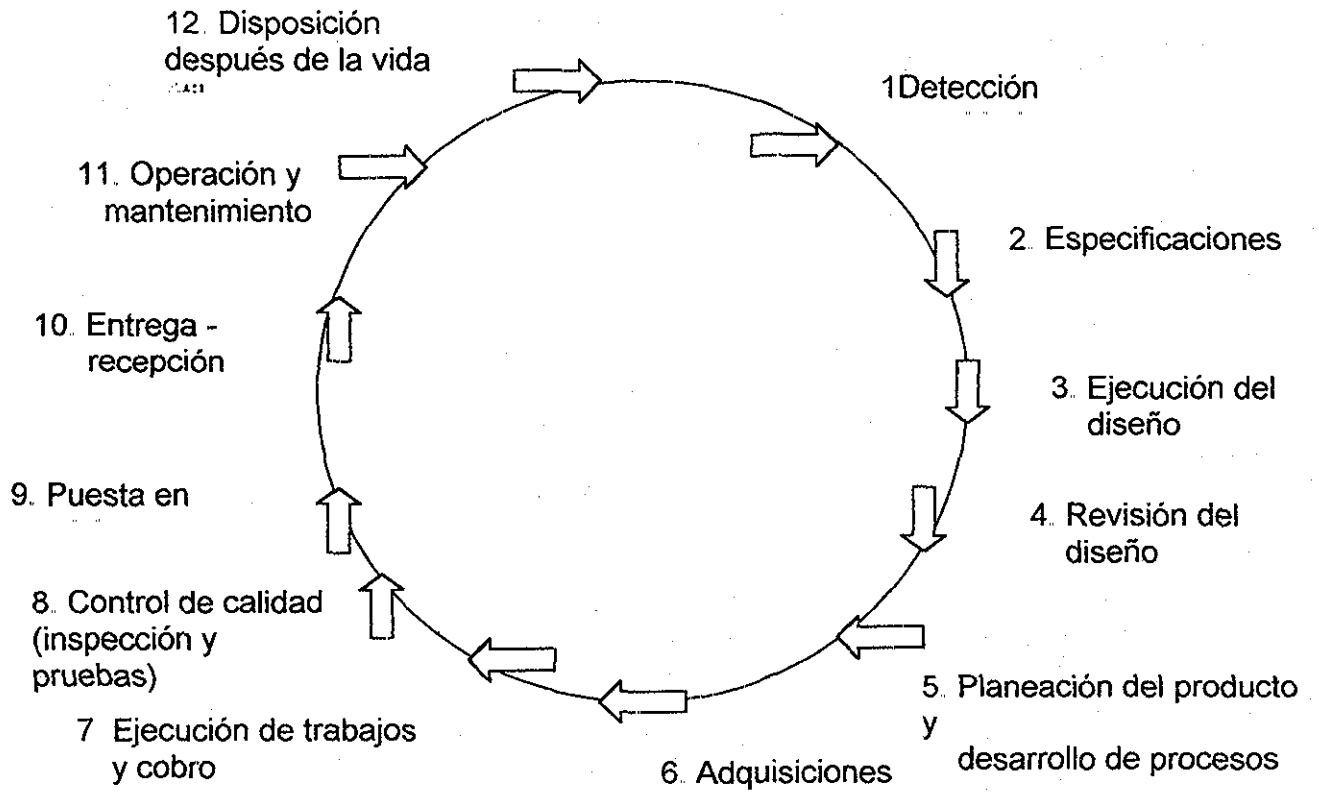 12. Disposición
después de la vida
1Detección
11. Operación y
mantenimiento
2. Especificaciones
10. Entrega -
recepción
3. Ejecución del
diseño
9. Puesta en
4. Revisión del
diseño
8. Control de calidad
(inspección y
pruebas)
5. Planeación del producto
y
desarrollo de procesos
7 Ejecución de trabajos
y cobro
6. Adquisiciones